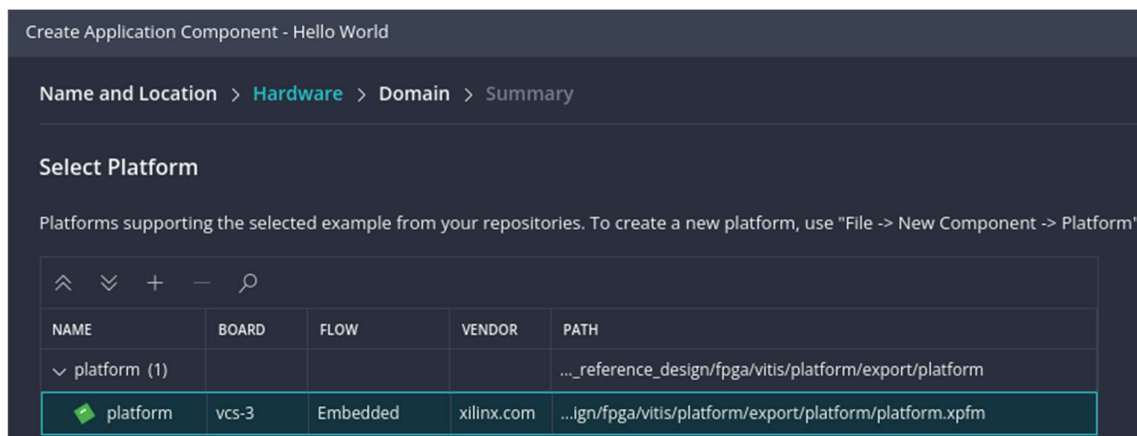 Create Application Component - Hello World
Name and Location > Hardware > Domain > Summary
Select Platform
Platforms supporting the selected example from your repositories. To create a new platform, use "File -> New Component -> Platform"
NAME BOARD FLOW VENDOR PATH
platform (1) ..._reference_design/fpga/vitis/platform/export/platform
platform vcs-3 Embedded xilinx.com ...ign/fpga/vitis/platform/export/platform/platform.xpfm